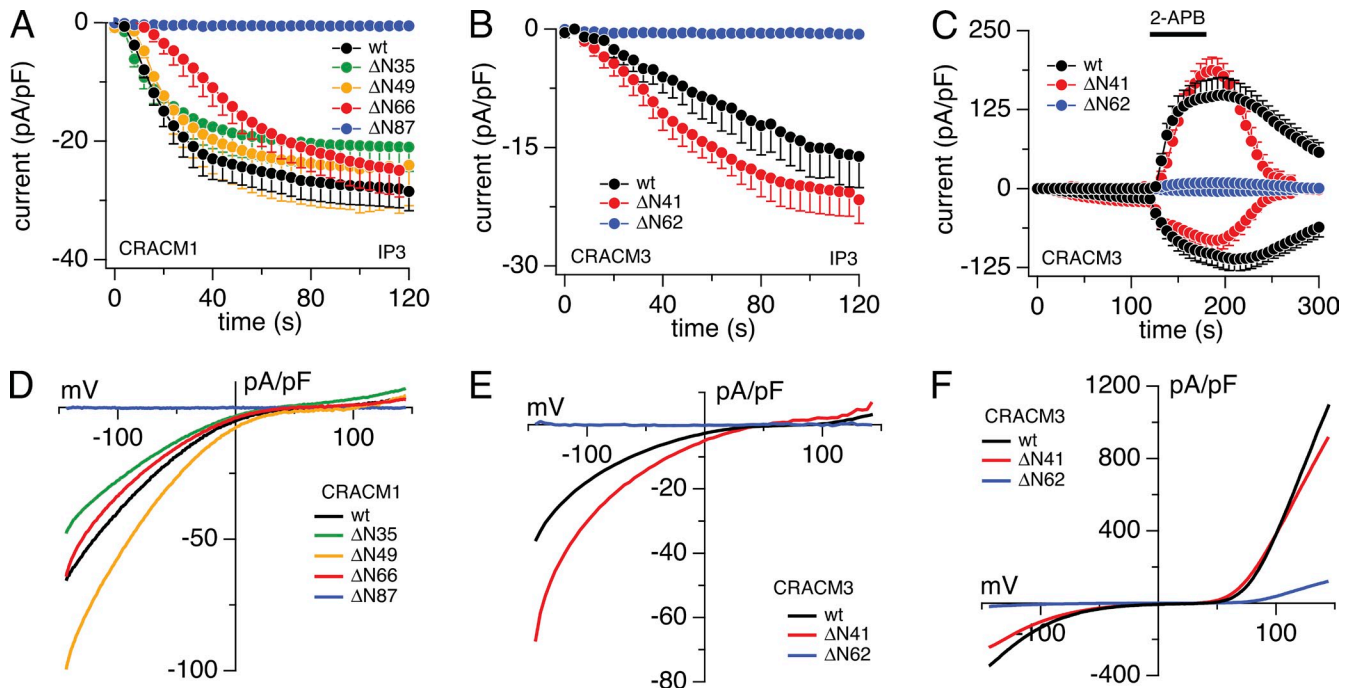 A
current (pA/pF)
0
-20
-40
wt
ΔN35
ΔN49
ΔN66
ΔN87
CRACM1
IP3
0
40
80
120
time (s)
B
current (pA/pF)
0
-15
-30
wt
ΔN41
ΔN62
CRACM3
IP3
0
40
80
120
time (s)
C
current (pA/pF)
250
125
0
-125
2-APB
wt
ΔN41
ΔN62
CRACM3
0
100
200
300
time (s)
D
mV
pA/pF
-100
100
-50
-100
CRACM1
wt
ΔN35
ΔN49
ΔN66
ΔN87
E
mV
pA/pF
-100
100
-20
-40
-60
-80
CRACM3
wt
ΔN41
ΔN62
F
pA/pF
1200
800
400
-400
CRACM3
wt
ΔN41
ΔN62
mV
-100
100